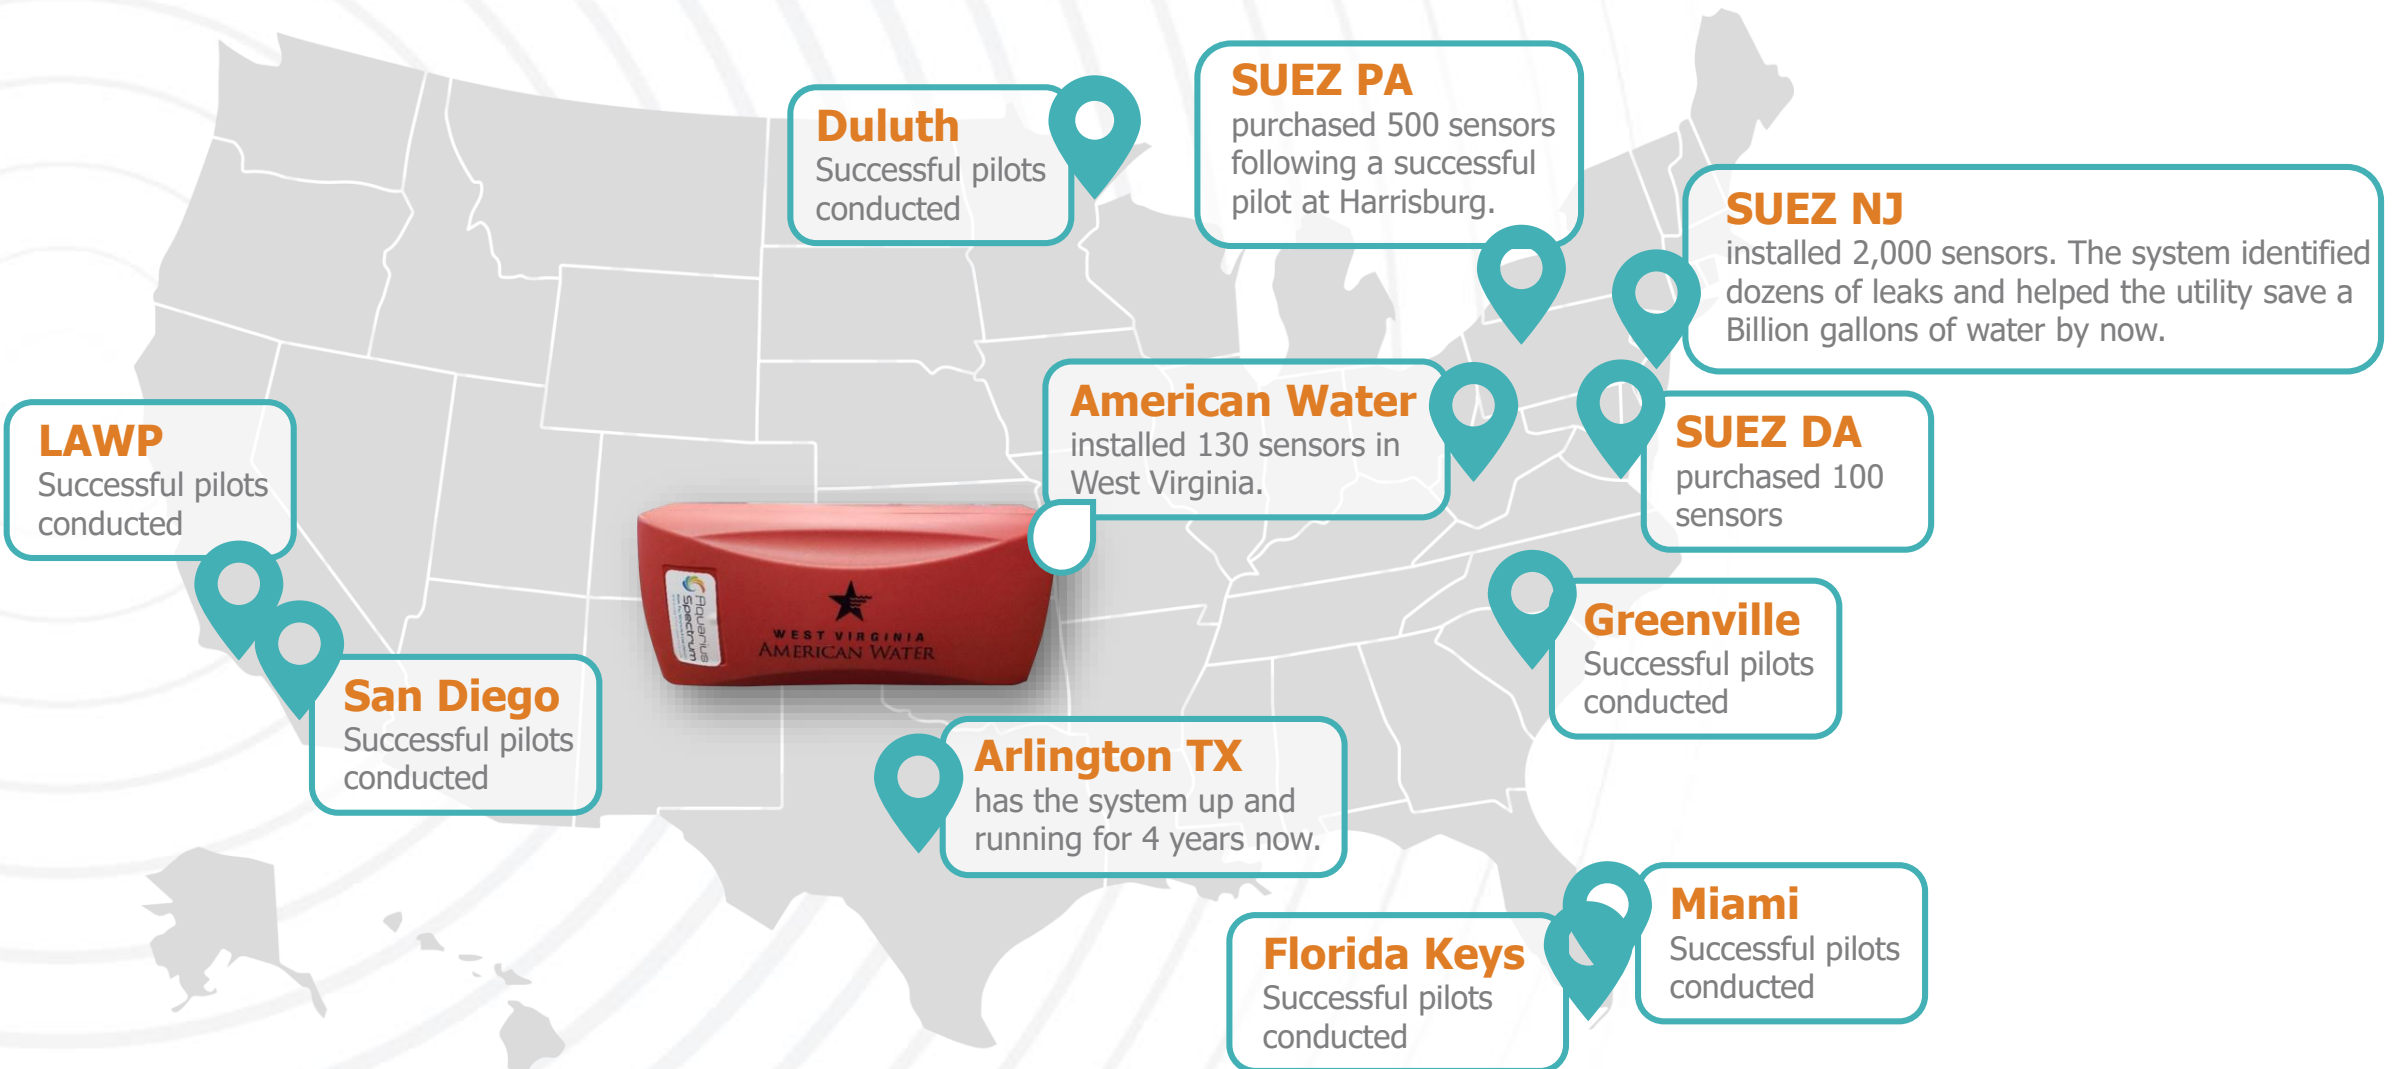 Duluth
Successful pilots
conducted
SUEZ PA
purchased 500 sensors
following a successful
pilot at Harrisburg.
SUEZ NJ
installed 2,000 sensors. The system identified
dozens of leaks and helped the utility save a
Billion gallons of water by now.
American Water
installed 130 sensors in
West Virginia.
SUEZ DA
purchased 100
sensors
LAWP
Successful pilots
conducted
San Diego
Successful pilots
conducted
Aquarius
Spectrum
WEST VIRGINIA
AMERICAN WATER
Greenville
Successful pilots
conducted
Arlington TX
has the system up and
running for 4 years now.
Miami
Successful pilots
conducted
Florida Keys
Successful pilots
conducted